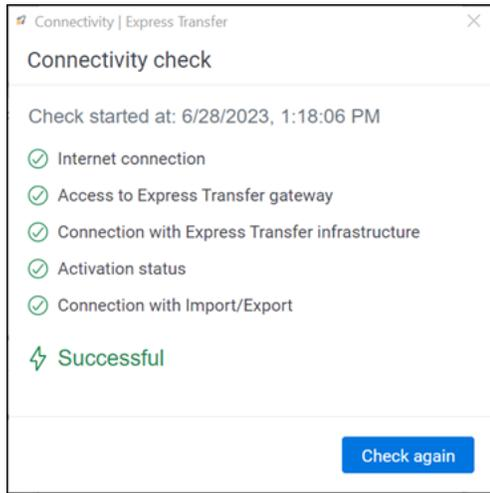 Connectivity | Express Transfer
Connectivity check
Check started at: 6/28/2023, 1:18:06 PM
Internet connection
Access to Express Transfer gateway
Connection with Express Transfer infrastructure
Activation status
Connection with Import/Export
Successful
Check again